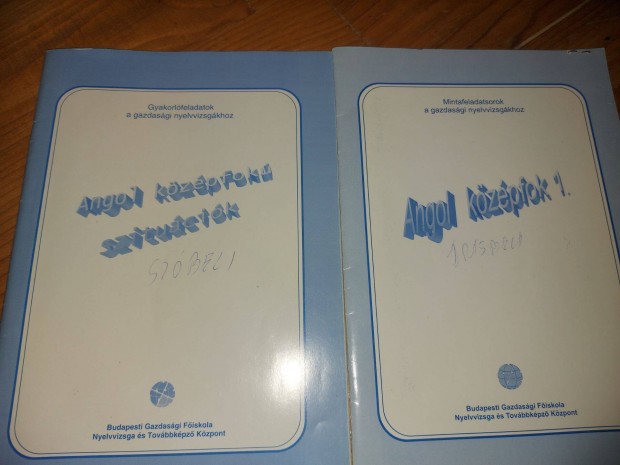 Gyakorlófeladatok
a gazdasági nyelvvizsgákhoz
Angol középfokú
szituációk
SZÓBELI
Budapesti Gazdasági Főiskola
Nyelvvizsga és Továbbképző Központ
Mintafeladatsorok
a gazdasági nyelvvizsgákhoz
Angol középfok 1.
Budapesti Gazdasági Főiskola
Nyelvvizsga és Továbbképző Központ